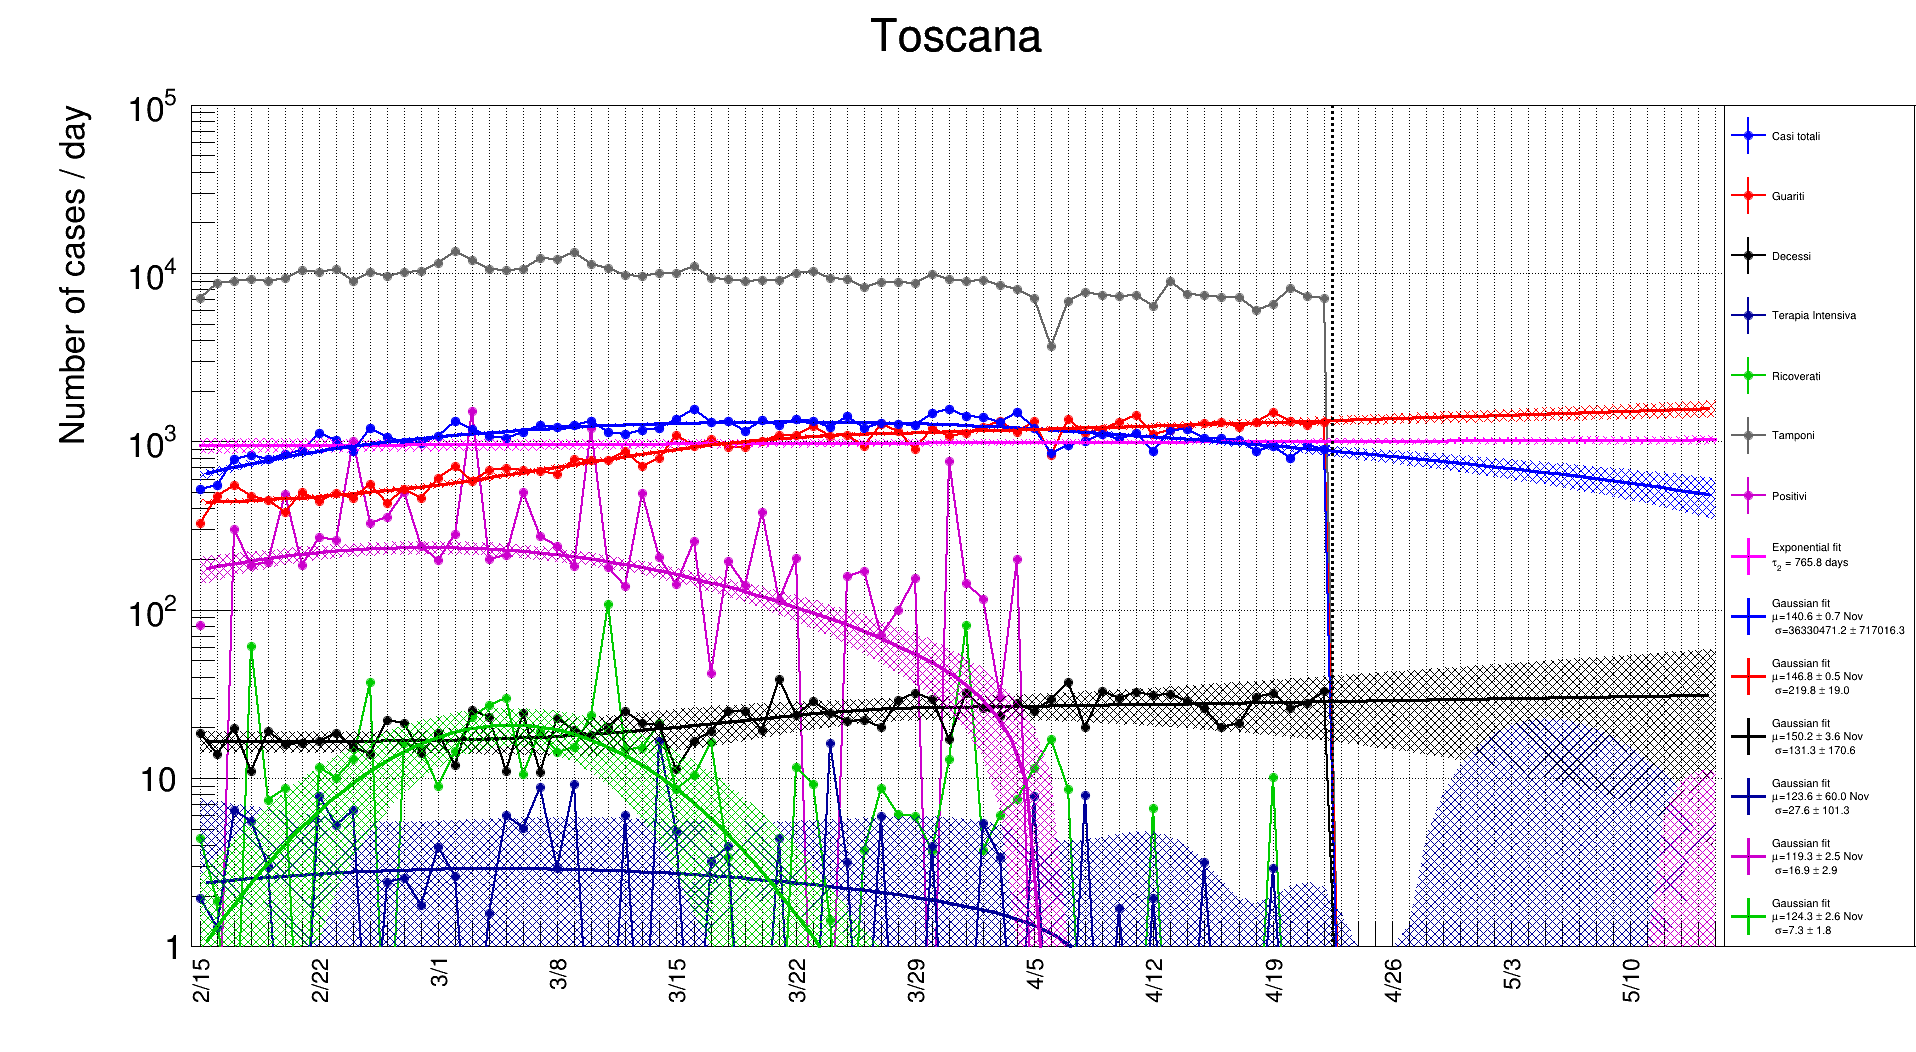 Toscana
Number of cases / day
10^5
10^4
10^3
10^2
10
1
2/15
2/22
3/1
3/8
3/15
3/22
3/29
4/5
4/12
4/19
4/26
5/3
5/10
Casi totali
Guariti
Decessi
Terapia Intensiva
Ricoverati
Tamponi
Positivi
Exponential fit
τ₂ = 765.8 days
Gaussian fit
μ=140.6 ± 0.7 Nov
σ=36330471.2 ± 717016.3
Gaussian fit
μ=146.8 ± 0.5 Nov
σ=219.8 ± 19.0
Gaussian fit
μ=150.2 ± 3.6 Nov
σ=131.3 ± 170.6
Gaussian fit
μ=123.6 ± 60.0 Nov
σ=27.6 ± 101.3
Gaussian fit
μ=119.3 ± 2.5 Nov
σ=16.9 ± 2.9
Gaussian fit
μ=124.3 ± 2.6 Nov
σ=7.3 ± 1.8